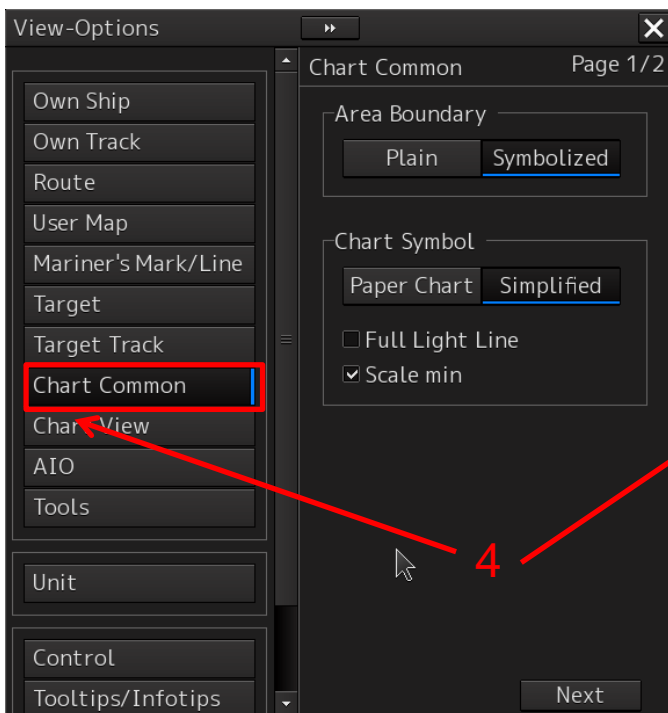 View-Options
Own Ship
Own Track
Route
User Map
Mariner's Mark/Line
Target
Target Track
Chart Common
Chart View
AIO
Tools
Unit
Control
Tooltips/Infotips
Chart Common Page 1/2
Area Boundary
Plain Symbolized
Chart Symbol
Paper Chart Simplified
Full Light Line
Scale min
4
Next